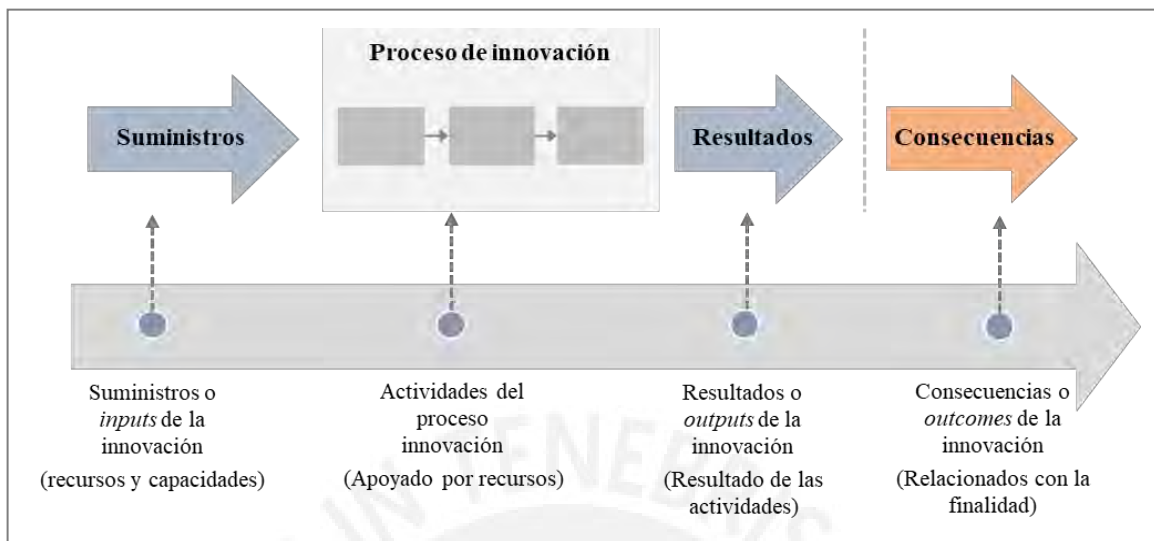 Proceso de innovación
Suministros
Resultados
Consecuencias
Suministros o
inputs de la
innovación
(recursos y capacidades)
Actividades del
proceso
innovación
(Apoyado por recursos)
Resultados o
outputs de la
innovación
(Resultado de las
actividades)
Consecuencias o
outcomes de la
innovación
(Relacionados con la
finalidad)
IN TENEBRIS